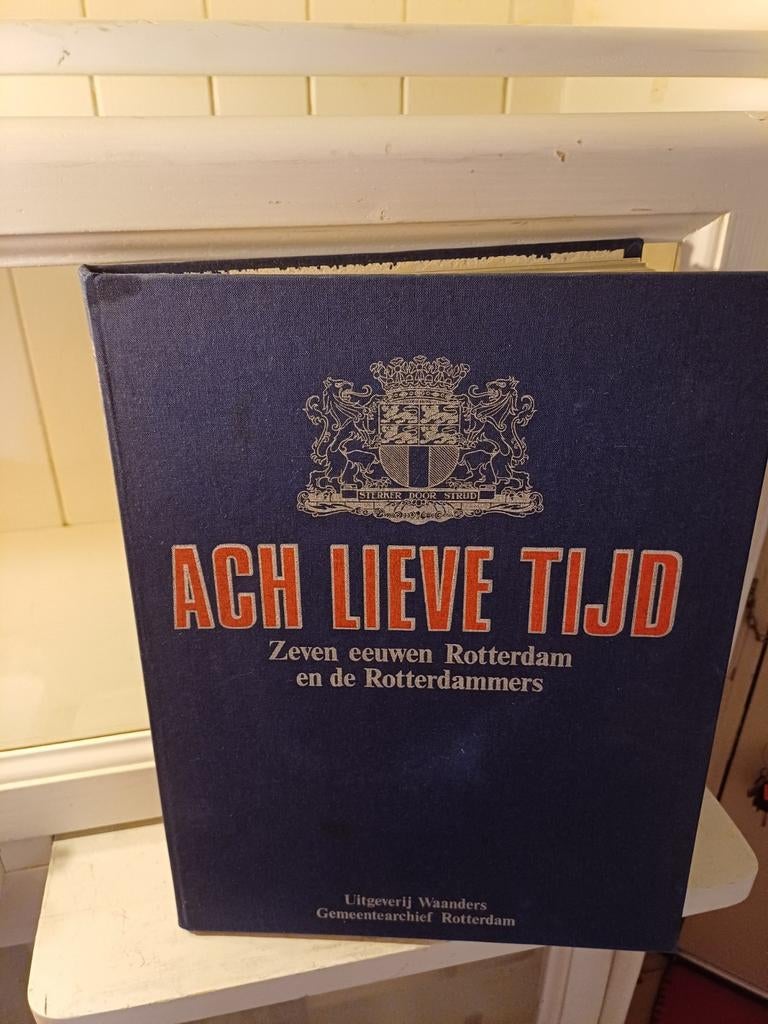 STERKER DOOR STRIJD
ACH LIEVE TIJD
Zeven eeuwen Rotterdam
en de Rotterdammers
Uitgeverij Waanders
Gemeentearchief Rotterdam